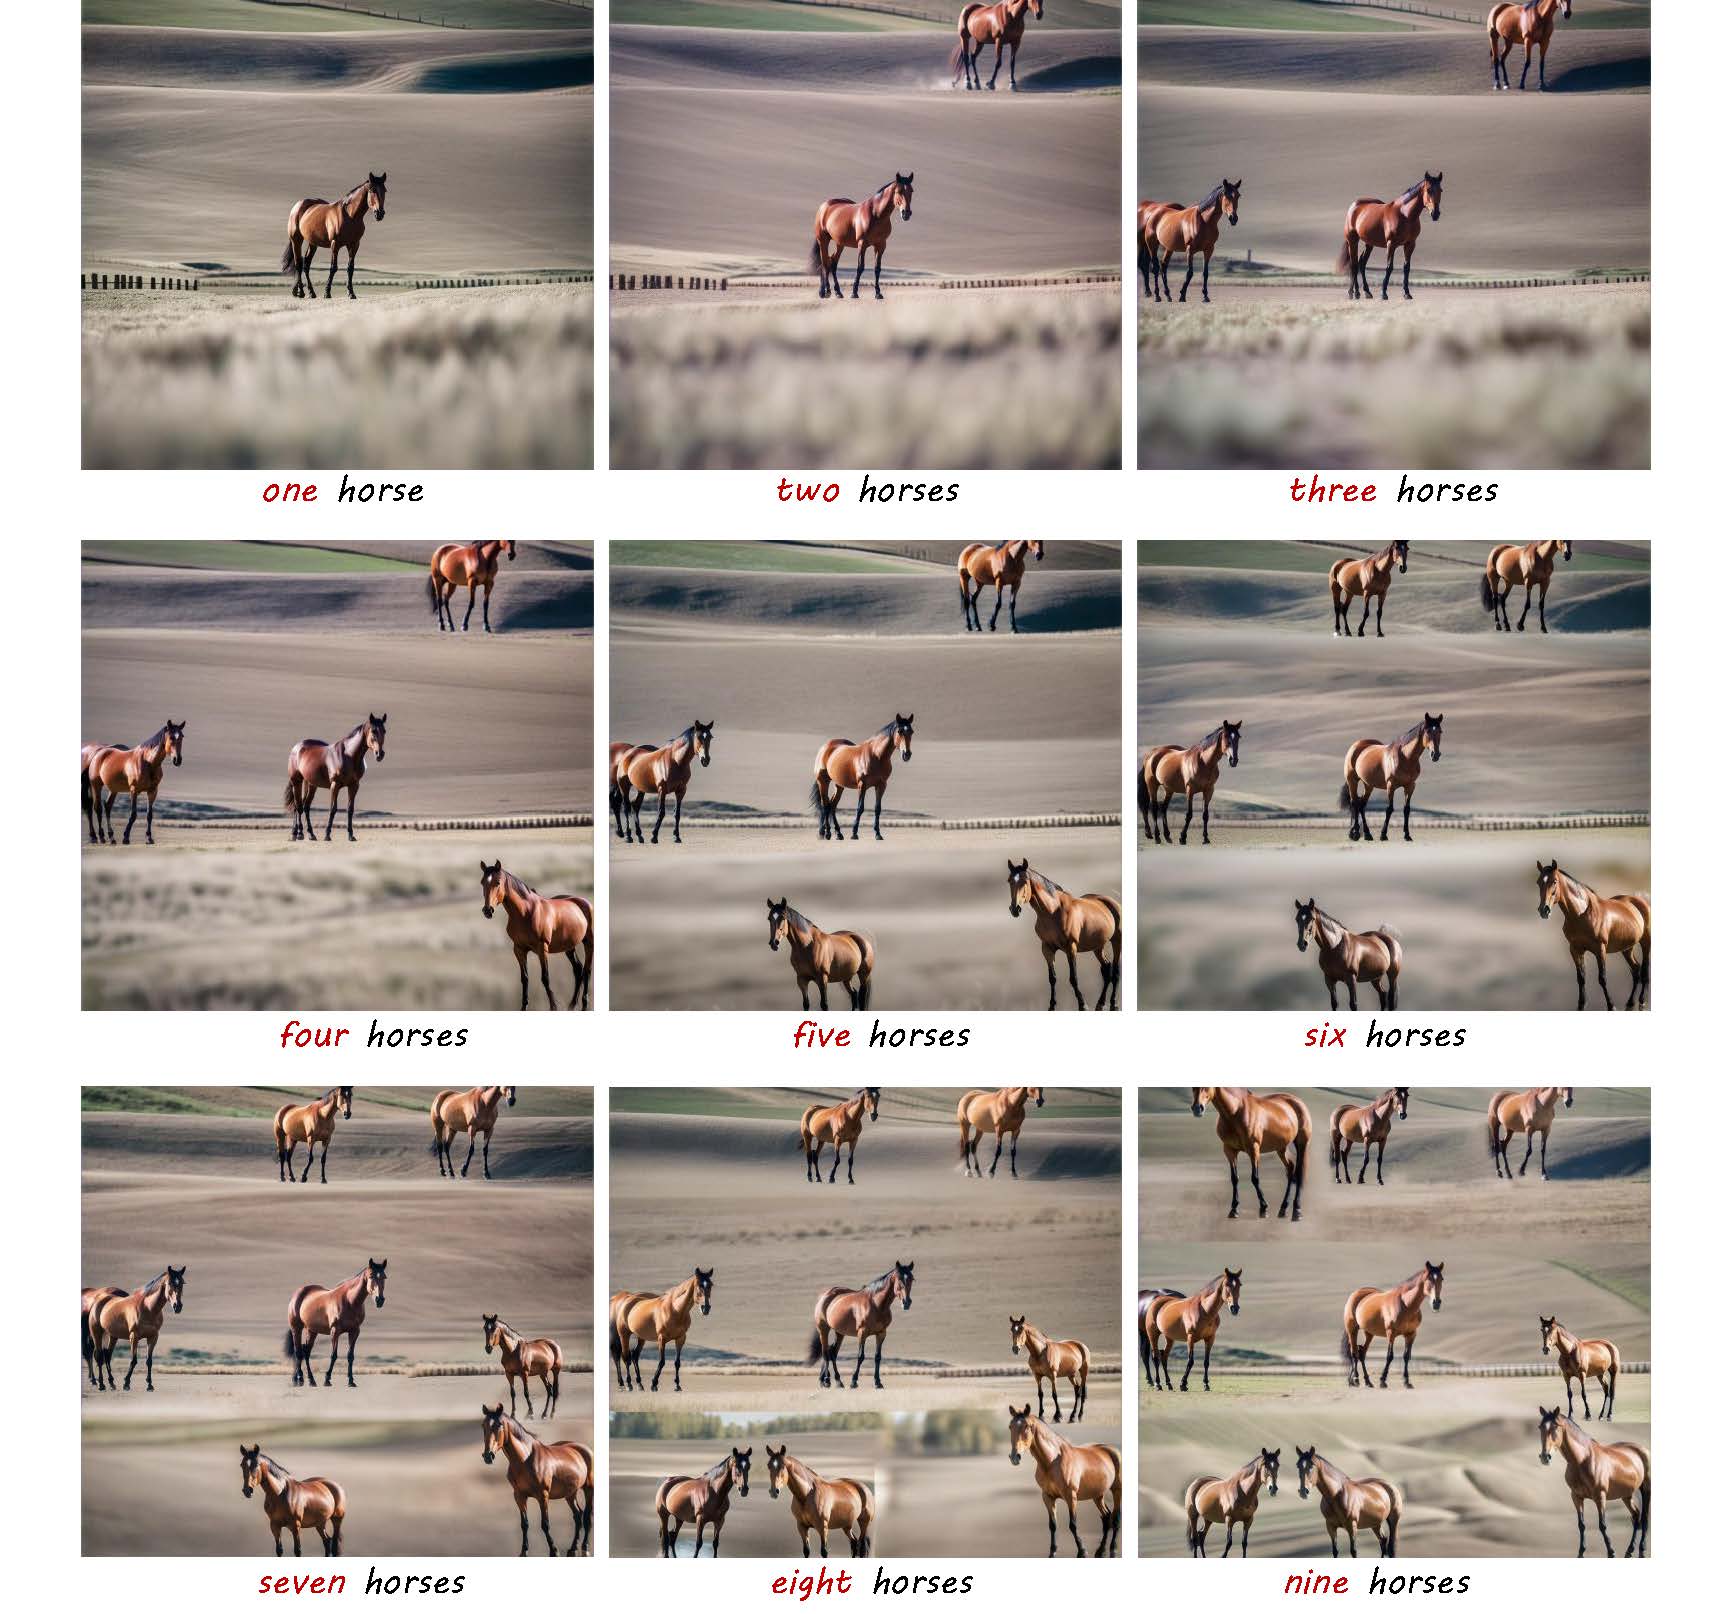 one horse
two horses
three horses
four horses
five horses
six horses
seven horses
eight horses
nine horses